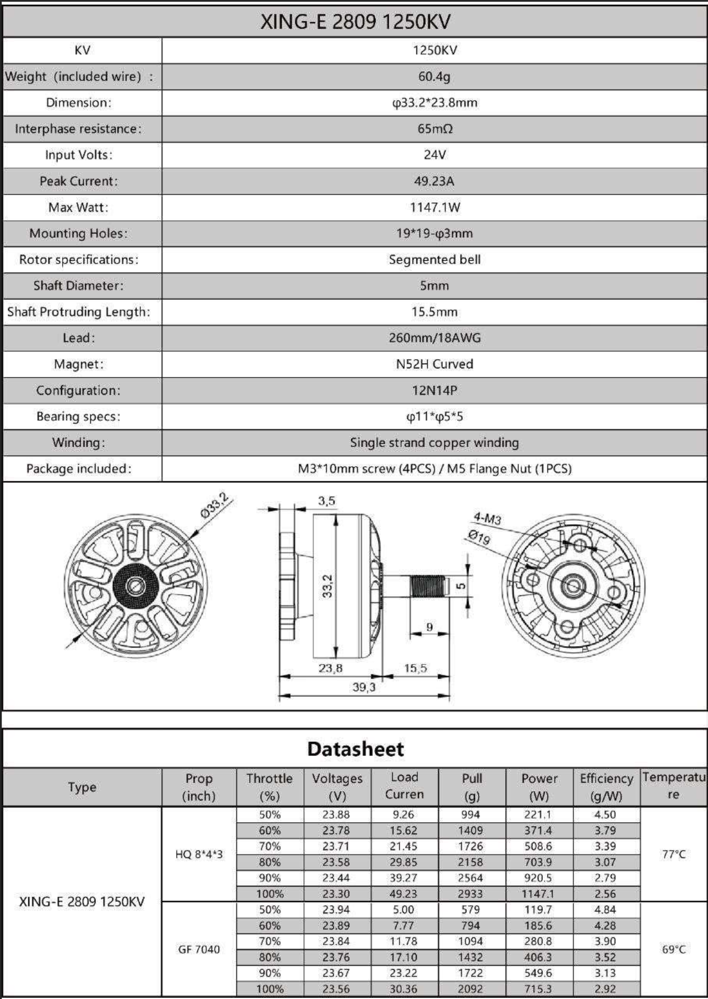 XING-E 2809 1250KV
KV 1250KV
Weight (included wire) : 60.4g
Dimension: φ33.2*23.8mm
Interphase resistance: 65mΩ
Input Volts: 24V
Peak Current: 49.23A
Max Watt: 1147.1W
Mounting Holes: 19*19-φ3mm
Rotor specifications: Segmented bell
Shaft Diameter: 5mm
Shaft Protruding Length: 15.5mm
Lead: 260mm/18AWG
Magnet: N52H Curved
Configuration: 12N14P
Bearing specs: φ11*φ5*5
Winding: Single strand copper winding
Package included: M3*10mm screw (4PCS) / M5 Flange Nut (1PCS)
Ø33,2
3,5
33,2
5
9
23,8
15,5
39,3
4-M3
Ø19
Datasheet
Type Prop (inch) Throttle (%) Voltages (V) Load Curren Pull (g) Power (W) Efficiency (g/W) Temperatu re
XING-E 2809 1250KV
HQ 8*4*3
50% 23.88 9.26 994 221.1 4.50
60% 23.78 15.62 1409 371.4 3.79
70% 23.71 21.45 1726 508.6 3.39
80% 23.58 29.85 2158 703.9 3.07
90% 23.44 39.27 2564 920.5 2.79
100% 23.30 49.23 2933 1147.1 2.56
77°C
GF 7040
50% 23.94 5.00 579 119.7 4.84
60% 23.89 7.77 794 185.6 4.28
70% 23.84 11.78 1094 280.8 3.90
80% 23.76 17.10 1432 406.3 3.52
90% 23.67 23.22 1722 549.6 3.13
100% 23.56 30.36 2092 715.3 2.92
69°C